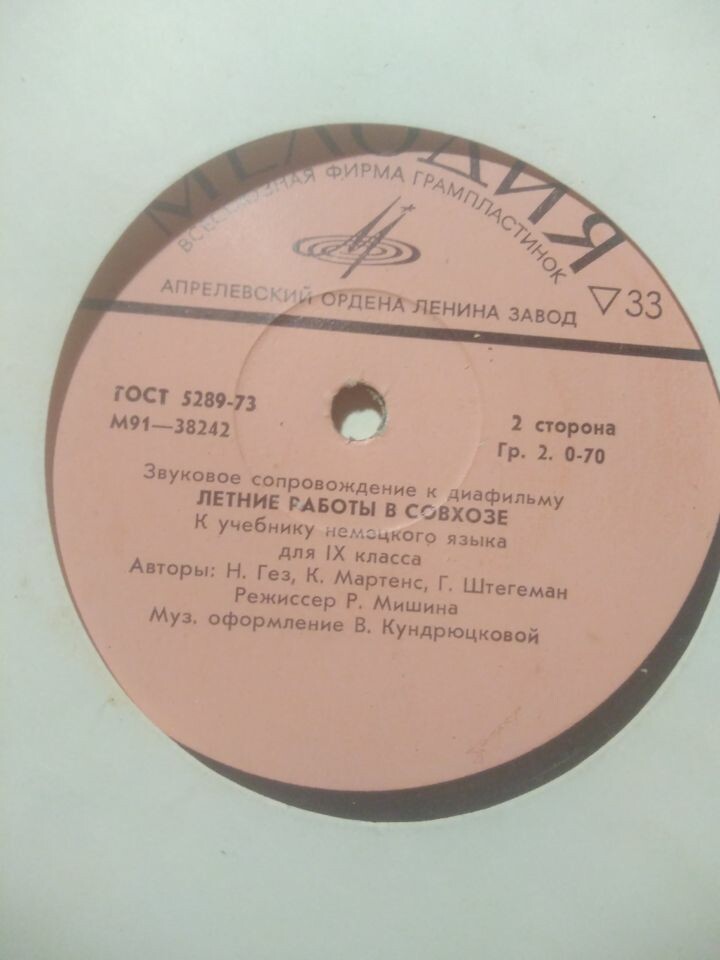 МЕЛОДИЯ
ВСЕСОЮЗНАЯ ФИРМА ГРАМПЛАСТИНОК
АПРЕЛЕВСКИЙ ОРДЕНА ЛЕНИНА ЗАВОД
▽33
ГОСТ 5289-73
М91—38242
2 сторона
Гр. 2. 0-70
Звуковое сопровождение к диафильму
ЛЕТНИЕ РАБОТЫ В СОВХОЗЕ
К учебнику немецкого языка
для IX класса
Авторы: Н. Гез, К. Мартенс, Г. Штегеман
Режиссер Р. Мишина
Муз. оформление В. Кундрюцковой